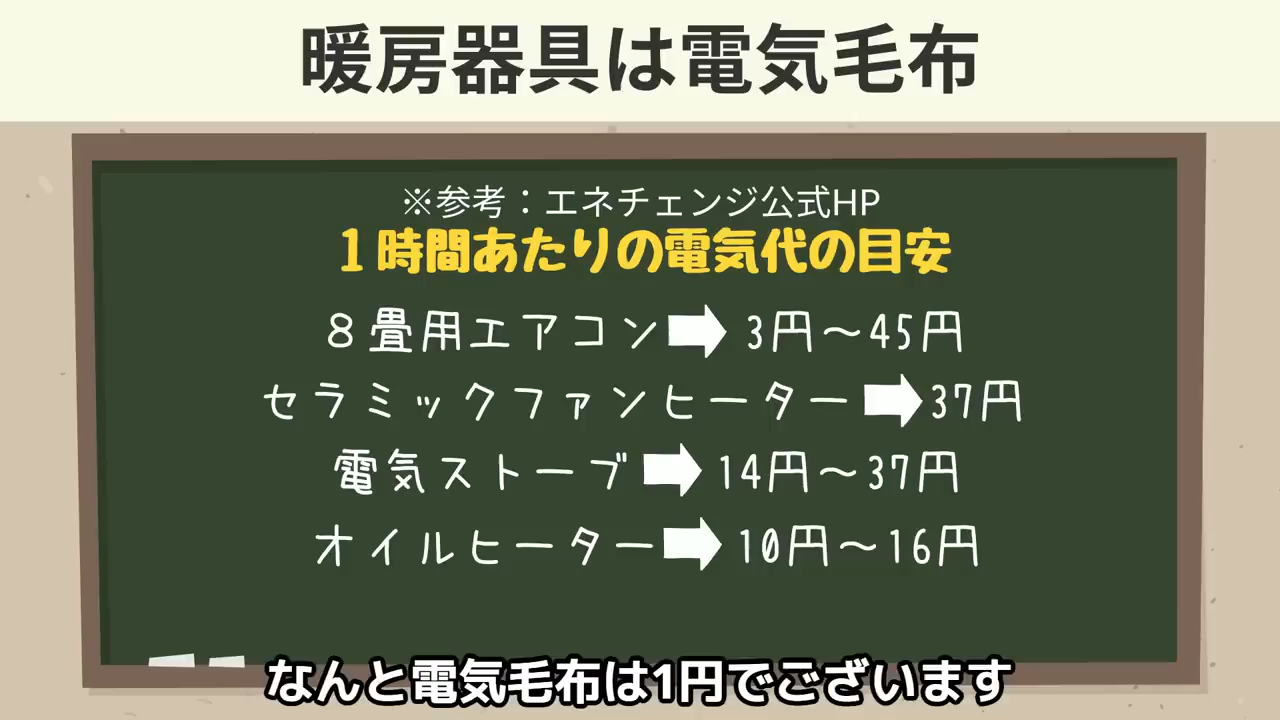 暖房器具は電気毛布
※参考：エネチェンジ公式HP
１時間あたりの電気代の目安
８畳用エアコン➡3円～45円
セラミックファンヒーター➡37円
電気ストーブ➡14円～37円
オイルヒーター➡10円～16円
なんと電気毛布は1円でございます